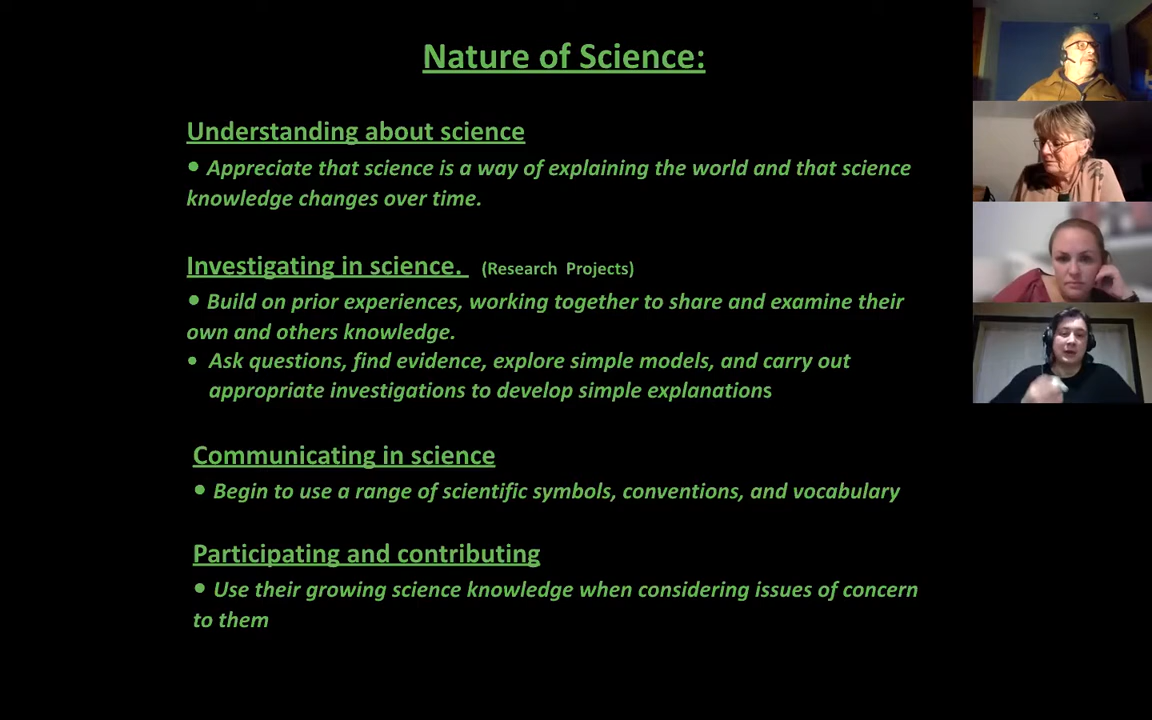 Nature of Science:
Understanding about science
• Appreciate that science is a way of explaining the world and that science
knowledge changes over time.
Investigating in science. (Research Projects)
• Build on prior experiences, working together to share and examine their
own and others knowledge.
• Ask questions, find evidence, explore simple models, and carry out
appropriate investigations to develop simple explanations
Communicating in science
• Begin to use a range of scientific symbols, conventions, and vocabulary
Participating and contributing
• Use their growing science knowledge when considering issues of concern
to them